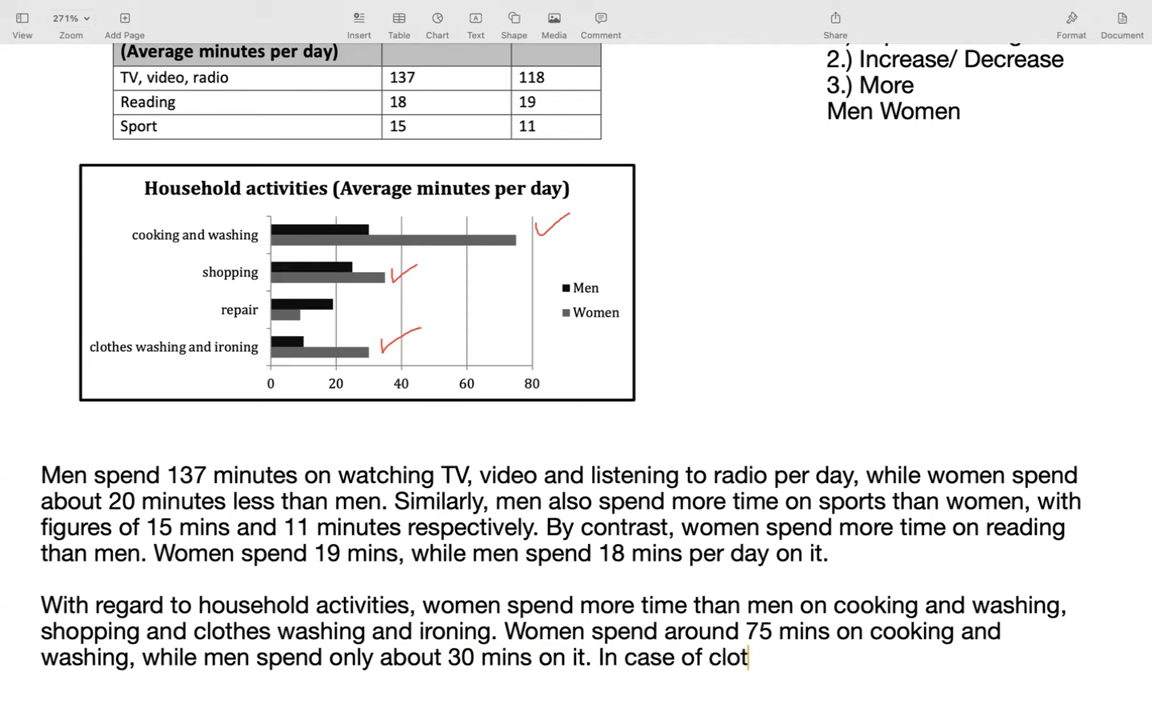 271%
View
Zoom
Add Page
Insert
Table
Chart
Text
Shape
Media
Comment
Share
Format
Document
(Average minutes per day)
TV, video, radio 137 118
Reading 18 19
Sport 15 11
2.) Increase/ Decrease
3.) More
Men Women
Household activities (Average minutes per day)
cooking and washing
shopping
repair
clothes washing and ironing
Men
Women
0 20 40 60 80
Men spend 137 minutes on watching TV, video and listening to radio per day, while women spend
about 20 minutes less than men. Similarly, men also spend more time on sports than women, with
figures of 15 mins and 11 minutes respectively. By contrast, women spend more time on reading
than men. Women spend 19 mins, while men spend 18 mins per day on it.
With regard to household activities, women spend more time than men on cooking and washing,
shopping and clothes washing and ironing. Women spend around 75 mins on cooking and
washing, while men spend only about 30 mins on it. In case of clot